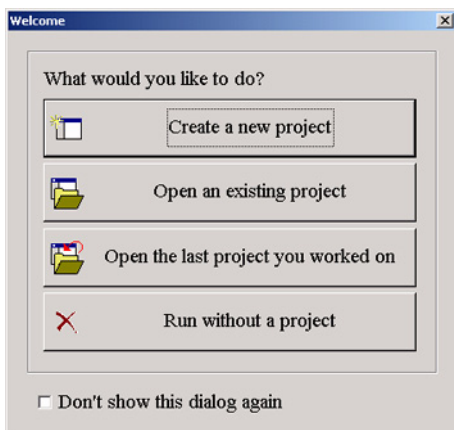 Welcome
What would you like to do?
Create a new project
Open an existing project
Open the last project you worked on
Run without a project
Don't show this dialog again